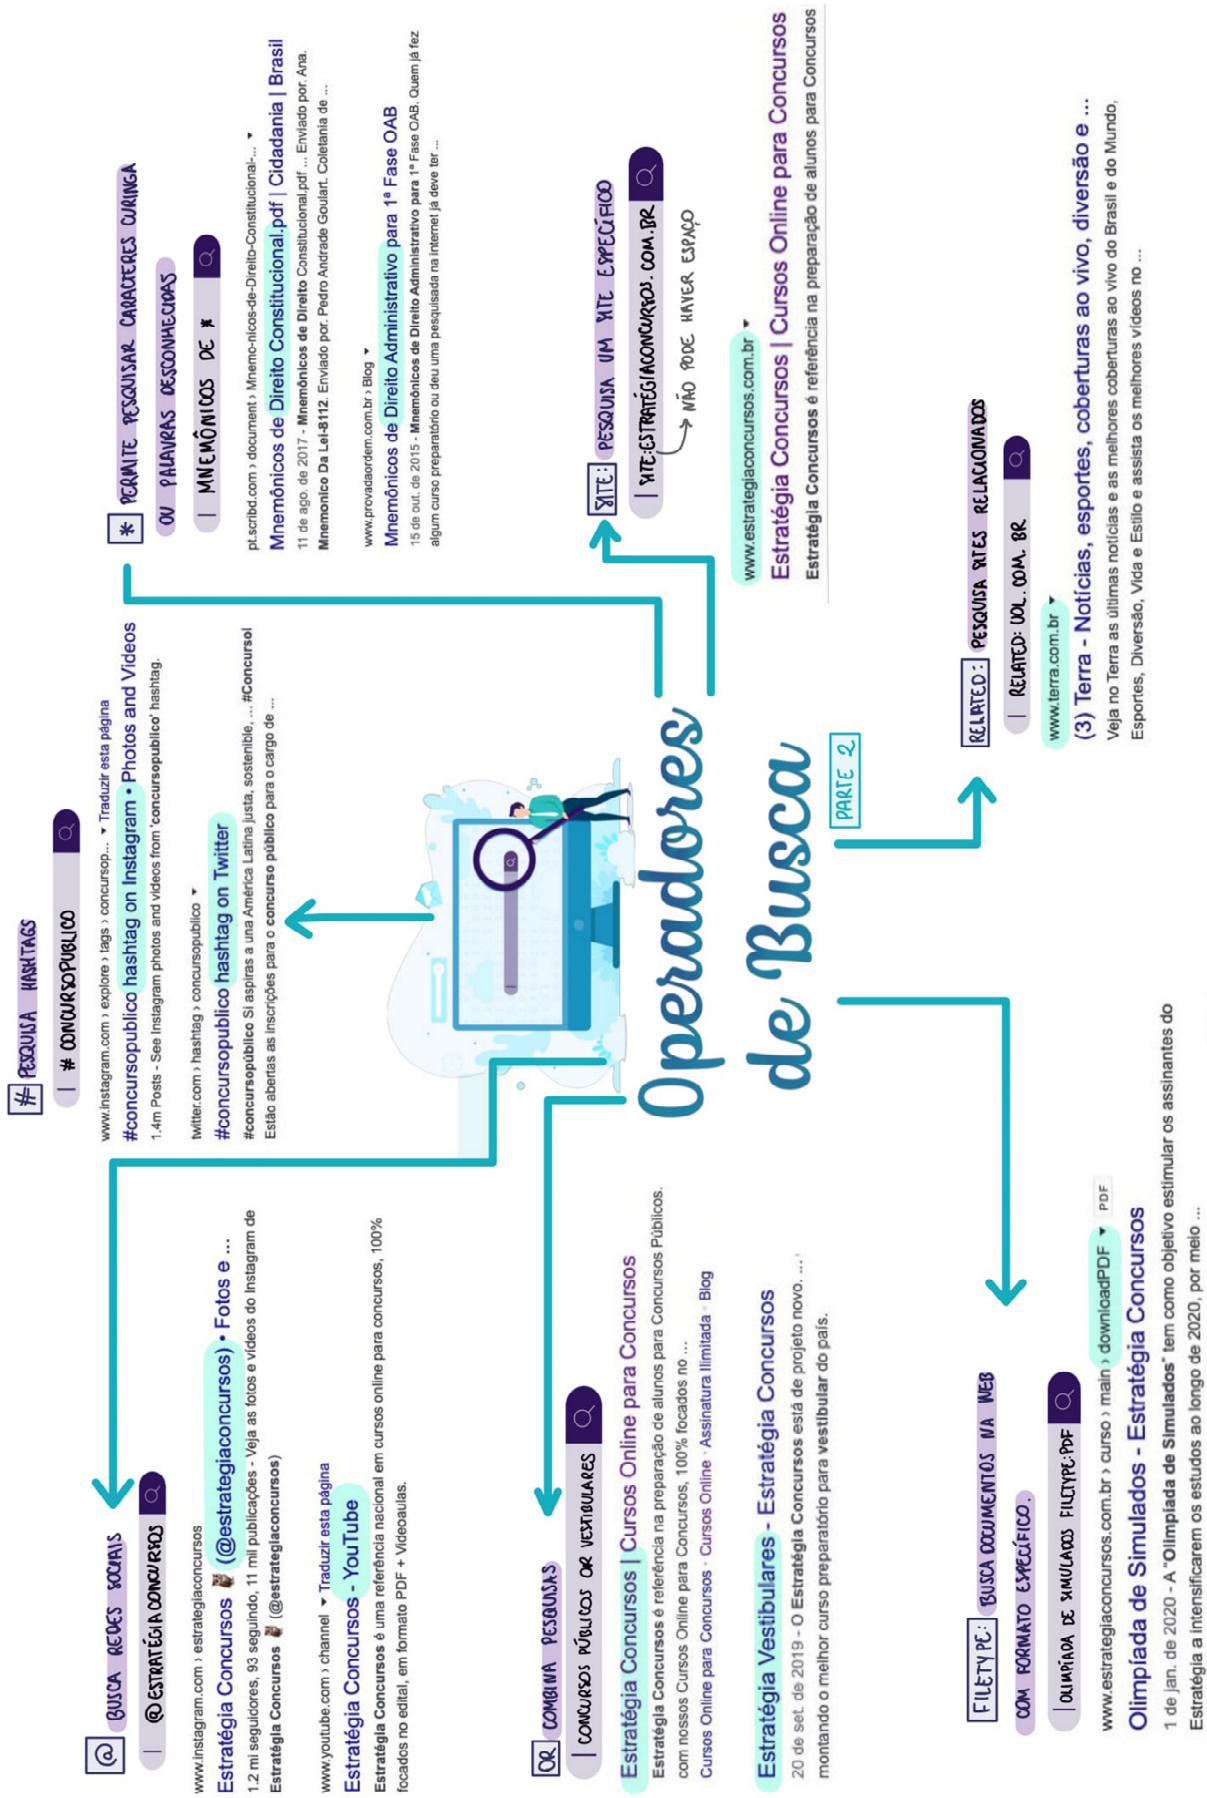 Operadores
de Busca
PARTE 2
@ BUSCA REDES SOCIAIS
@ESTRATÉGIACONCURSOS
www.instagram.com › estrategiaconcursos
Estratégia Concursos (@estrategiaconcursos) • Fotos e ...
1.2 mi seguidores, 93 seguindo, 11 mil publicações - Veja as fotos e vídeos do Instagram de
Estratégia Concursos (@estrategiaconcursos)
www.youtube.com › channel ▾ Traduzir esta página
Estratégia Concursos - YouTube
Estratégia Concursos é uma referência nacional em cursos online para concursos, 100%
focados no edital, em formato PDF + Videoaulas.
# PESQUISA HASHTAGS
# CONCURSOPUBLICO
www.instagram.com › explore › tags › concursop... ▾ Traduzir esta página
#concursopublico hashtag on Instagram • Photos and Videos
1.4m Posts - See Instagram photos and videos from 'concursopublico' hashtag.
twitter.com › hashtag › concursopublico ▾
#concursopublico hashtag on Twitter
#concursopúblico Si aspiras a una América Latina justa, sostenible, ... #Concursol
Estão abertas as inscrições para o concurso público para o cargo de ...
* PERMITE PESQUISAR CARACTERES CURINGA
OU PALAVRAS DESCONHECIDAS
MNEMÔNICOS DE *
pt.scribd.com › document › Mnemo-nicos-de-Direito-Constitucional-... ▾
Mnemônicos de Direito Constitucional.pdf | Cidadania | Brasil
11 de ago. de 2017 - Mnemônicos de Direito Constitucional.pdf ... Enviado por. Ana.
Mnemonico Da Lei-8112. Enviado por. Pedro Andrade Goulart. Coletania de ...
www.provadaordem.com.br › Blog ▾
Mnemônicos de Direito Administrativo para 1ª Fase OAB
15 de out. de 2015 - Mnemônicos de Direito Administrativo para 1ª Fase OAB. Quem já fez
algum curso preparatório ou deu uma pesquisada na internet já deve ter ...
OR COMBINA PESQUISAS
CONCURSOS PÚBLICOS OR VESTIBULARES
Estratégia Concursos | Cursos Online para Concursos
Estratégia Concursos é referência na preparação de alunos para Concursos Públicos.
com nossos Cursos Online para Concursos, 100% focados no ...
Cursos Online para Concursos · Cursos Online · Assinatura Ilimitada · Blog
Estratégia Vestibulares - Estratégia Concursos
20 de set. de 2019 - O Estratégia Concursos está de projeto novo. ...
montando o melhor curso preparatório para vestibular do país.
SITE: PESQUISA UM SITE ESPECÍFICO
SITE:ESTRATÉGIACONCURSOS.COM.BR
NÃO PODE HAVER ESPAÇO
www.estrategiaconcursos.com.br ▾
Estratégia Concursos | Cursos Online para Concursos
Estratégia Concursos é referência na preparação de alunos para Concursos
FILETYPE: BUSCA DOCUMENTOS NA WEB
COM FORMATO ESPECÍFICO.
OLIMPÍADA DE SIMULADOS FILETYPE:PDF
www.estrategiaconcursos.com.br › curso › main › downloadPDF ▾ PDF
Olimpíada de Simulados - Estratégia Concursos
1 de jan. de 2020 - A "Olimpíada de Simulados" tem como objetivo estimular os assinantes do
Estratégia a intensificarem os estudos ao longo de 2020, por meio ...
RELATED: PESQUISA SITES RELACIONADOS
RELATED: UOL.COM.BR
www.terra.com.br ▾
(3) Terra - Notícias, esportes, coberturas ao vivo, diversão e ...
Veja no Terra as últimas notícias e as melhores coberturas ao vivo do Brasil e do Mundo,
Esportes, Diversão, Vida e Estilo e assista os melhores vídeos no ...